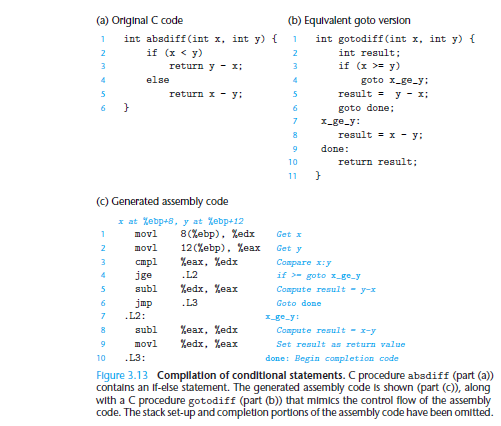 (a) Original C code
1 int absdiff(int x, int y) {
2 if (x < y)
3 return y - x;
4 else
5 return x - y;
6 }
(b) Equivalent goto version
1 int gotodiff(int x, int y) {
2 int result;
3 if (x >= y)
4 goto x_ge_y;
5 result = y - x;
6 goto done;
7 x_ge_y:
8 result = x - y;
9 done:
10 return result;
11 }
(c) Generated assembly code
x at %ebp+8, y at %ebp+12
1 movl 8(%ebp), %edx Get x
2 movl 12(%ebp), %eax Get y
3 cmpl %eax, %edx Compare x:y
4 jge .L2 if >= goto x_ge_y
5 subl %edx, %eax Compute result = y-x
6 jmp .L3 Goto done
7 .L2: x_ge_y:
8 subl %eax, %edx Compute result = x-y
9 movl %edx, %eax Set result as return value
10 .L3: done: Begin completion code
Figure 3.13 Compilation of conditional statements. C procedure absdiff (part (a))
contains an if-else statement. The generated assembly code is shown (part (c)), along
with a C procedure gotodiff (part (b)) that mimics the control flow of the assembly
code. The stack set-up and completion portions of the assembly code have been omitted.